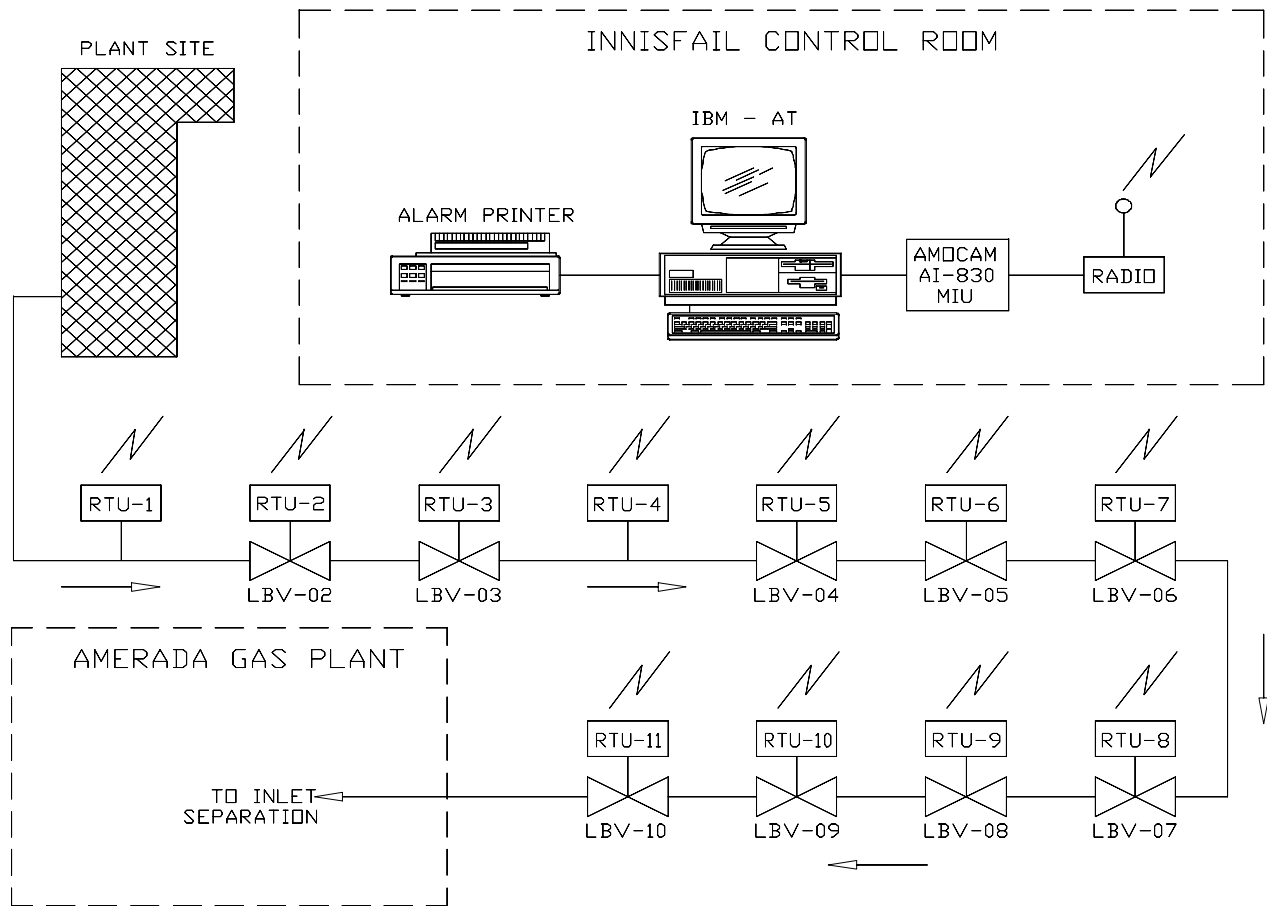 PLANT SITE
INNISFAIL CONTROL ROOM
IBM - AT
ALARM PRINTER
AMOCAM
AI-830
MIU
RADIO
RTU-1
RTU-2
RTU-3
RTU-4
RTU-5
RTU-6
RTU-7
LBV-02
LBV-03
LBV-04
LBV-05
LBV-06
AMERADA GAS PLANT
RTU-11
RTU-10
RTU-9
RTU-8
TO INLET
SEPARATION
LBV-10
LBV-09
LBV-08
LBV-07